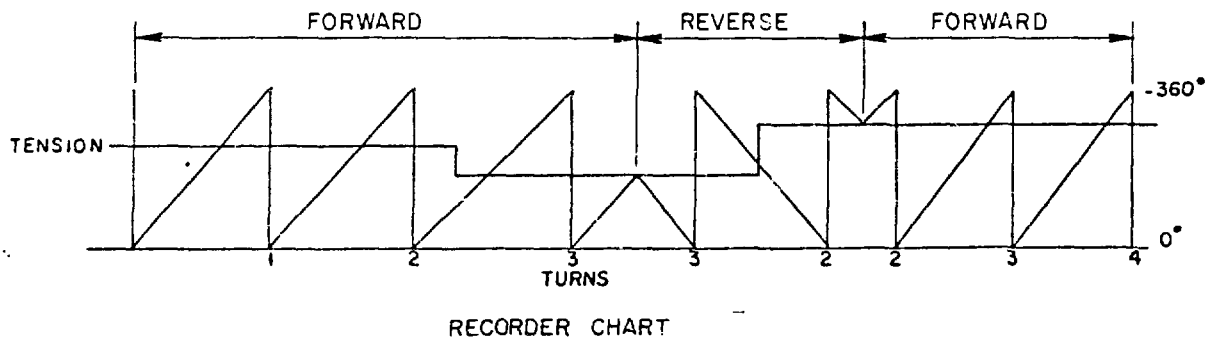 FORWARD REVERSE FORWARD
-360°
TENSION
0°
1 2 3 3 2 2 3 4
TURNS
RECORDER CHART